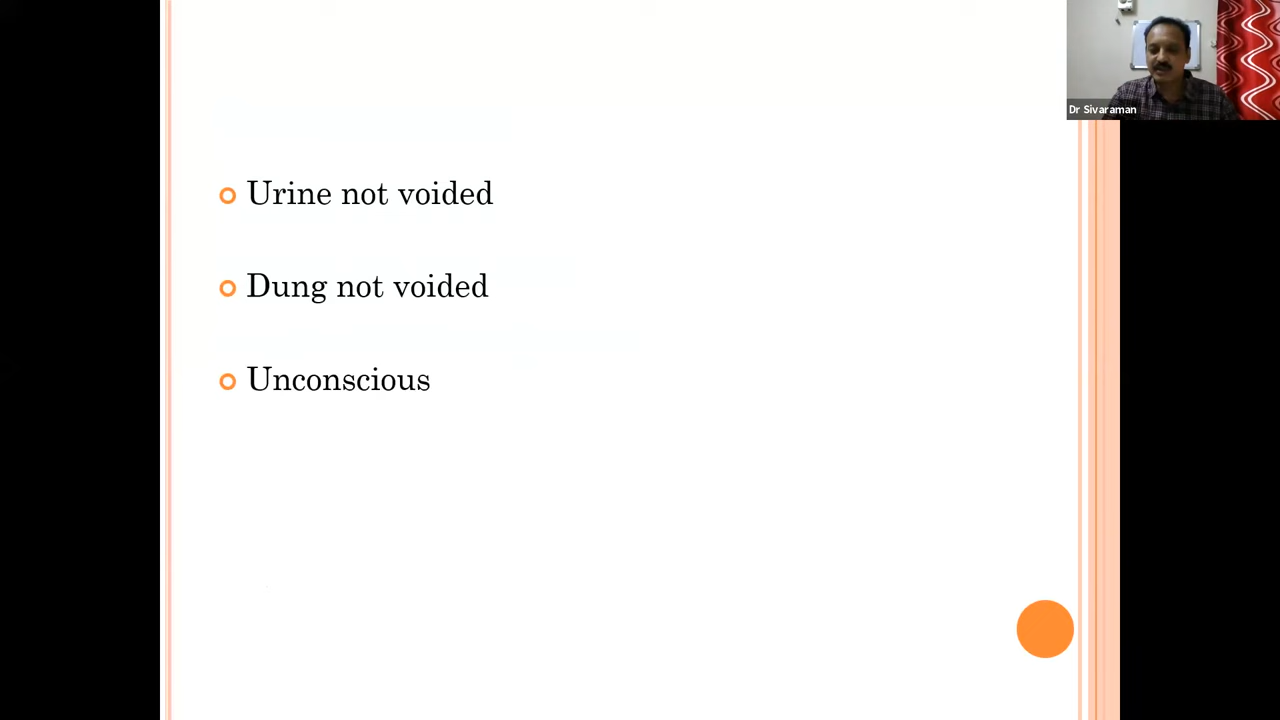 Dr Sivaraman
Urine not voided
Dung not voided
Unconscious